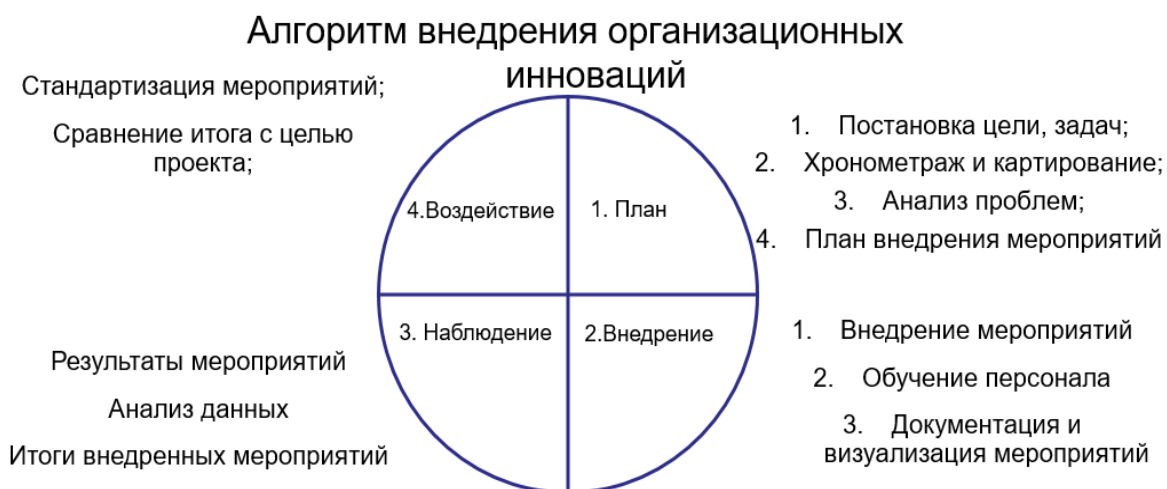 Алгоритм внедрения организационных
инноваций
Стандартизация мероприятий;
Сравнение итога с целью
проекта;
1. Постановка цели, задач;
2. Хронометраж и картирование;
3. Анализ проблем;
4. План внедрения мероприятий
4.Воздействие
1. План
3. Наблюдение
2.Внедрение
Результаты мероприятий
Анализ данных
Итоги внедренных мероприятий
1. Внедрение мероприятий
2. Обучение персонала
3. Документация и
визуализация мероприятий